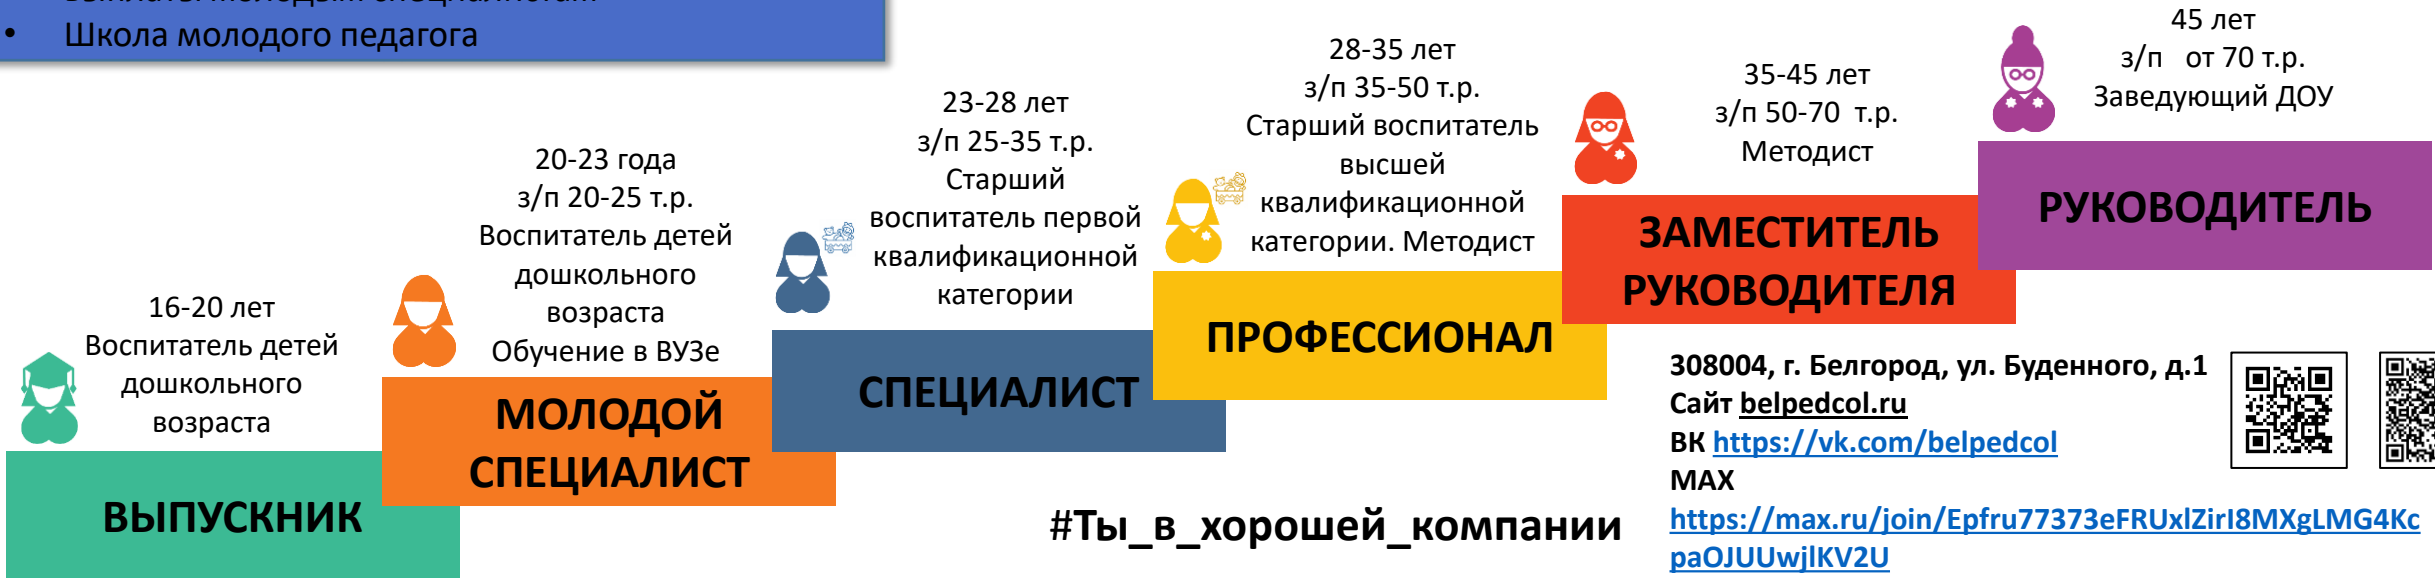 • Школа молодого педагога
16-20 лет
Воспитатель детей
дошкольного
возраста
ВЫПУСКНИК
20-23 года
з/п 20-25 т.р.
Воспитатель детей
дошкольного
возраста
Обучение в ВУЗе
МОЛОДОЙ
СПЕЦИАЛИСТ
23-28 лет
з/п 25-35 т.р.
Старший
воспитатель первой
квалификационной
категории
СПЕЦИАЛИСТ
28-35 лет
з/п 35-50 т.р.
Старший воспитатель
высшей
квалификационной
категории. Методист
ПРОФЕССИОНАЛ
35-45 лет
з/п 50-70 т.р.
Методист
ЗАМЕСТИТЕЛЬ
РУКОВОДИТЕЛЯ
45 лет
з/п от 70 т.р.
Заведующий ДОУ
РУКОВОДИТЕЛЬ
308004, г. Белгород, ул. Буденного, д.1
Сайт belpedcol.ru
ВК https://vk.com/belpedcol
MAX
https://max.ru/join/Epfru77373eFRUxlZirI8MXgLMG4Kc
paOJUUwjlKV2U
#Ты_в_хорошей_компании